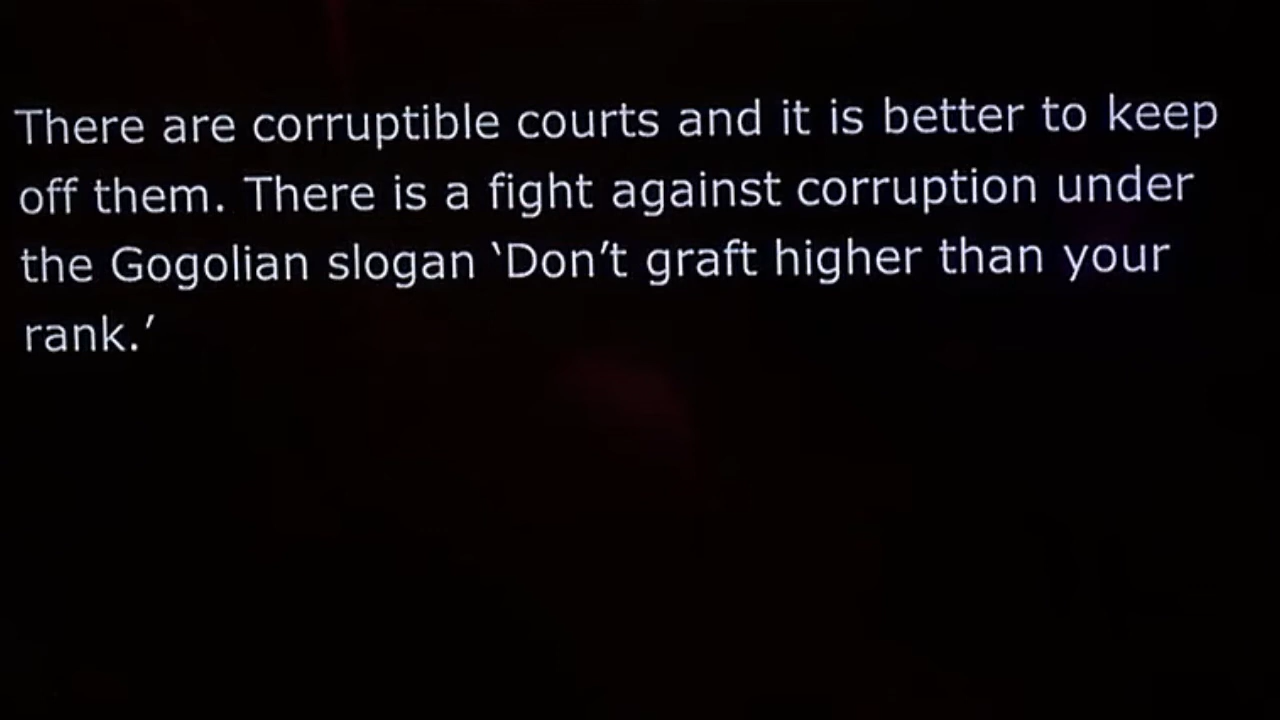 There are corruptible courts and it is better to keep
off them. There is a fight against corruption under
the Gogolian slogan ‘Don’t graft higher than your
rank.’